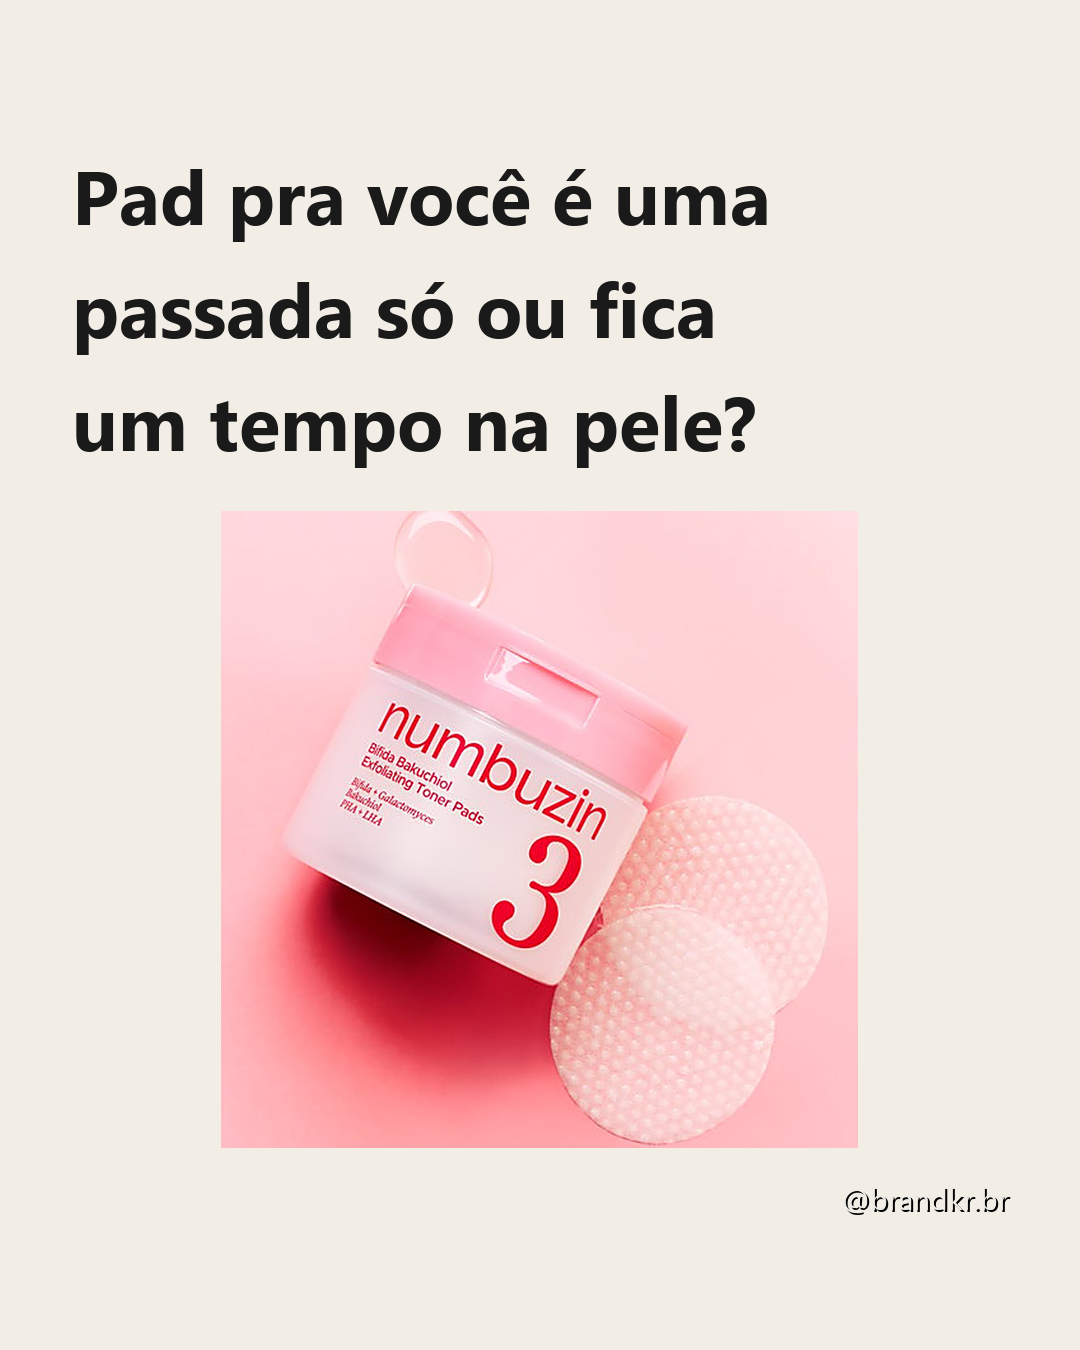 Pad pra você é uma
passada só ou fica
um tempo na pele?
numbuzin
Bifida Bakuchiol
Exfoliating Toner Pads
Bifida + Galactomyces
Bakuchiol
PHA + LHA
3
@brandkr.br